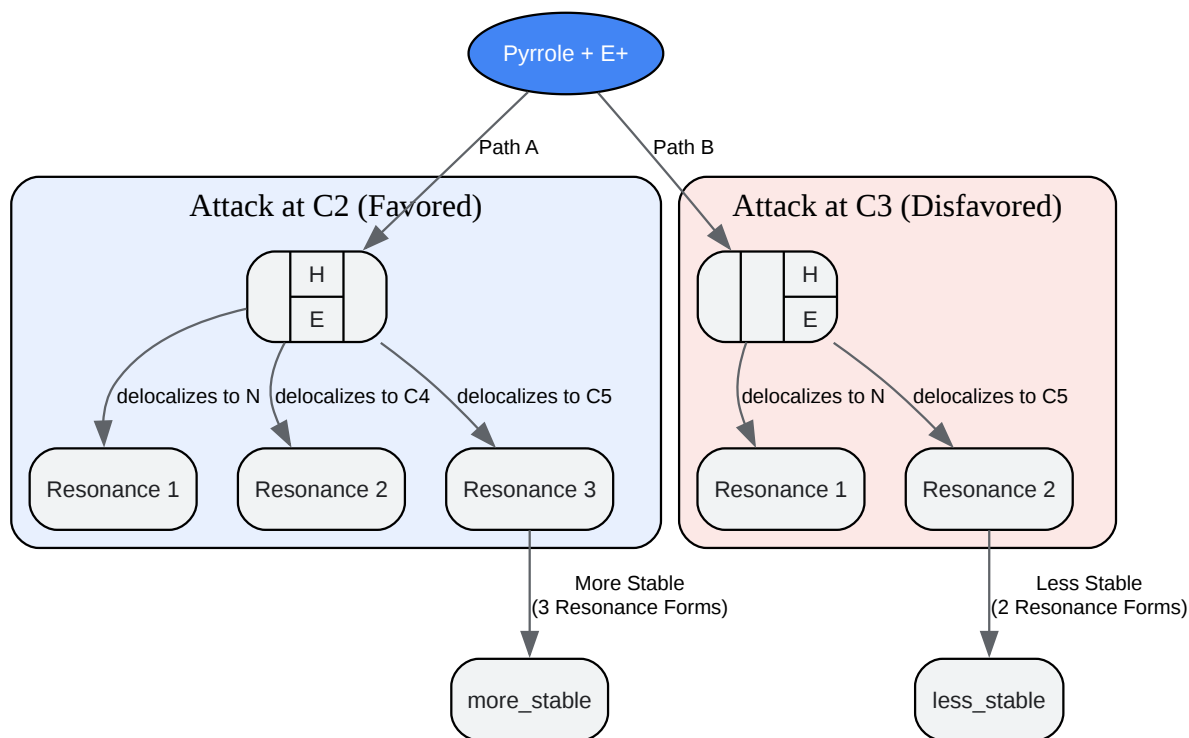 Pyrrole + E+
Path A
Path B
Attack at C2 (Favored)
Attack at C3 (Disfavored)
H
E
H
E
delocalizes to N
delocalizes to C4
delocalizes to C5
delocalizes to N
delocalizes to C5
Resonance 1
Resonance 2
Resonance 3
Resonance 1
Resonance 2
More Stable
(3 Resonance Forms)
Less Stable
(2 Resonance Forms)
more_stable
less_stable